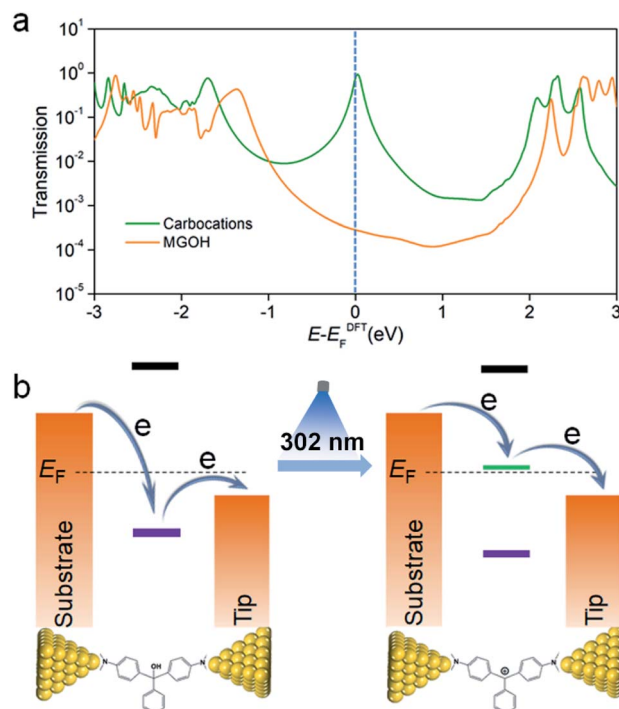 a
10¹
10⁰
10⁻¹
10⁻²
10⁻³
10⁻⁴
10⁻⁵
Transmission
Carbocations
MGOH
-3 -2 -1 0 1 2 3
E-E_F^DFT(eV)
b
302 nm
e e e e
E_F E_F
Substrate Tip Substrate Tip
N OH N N ⊕ N